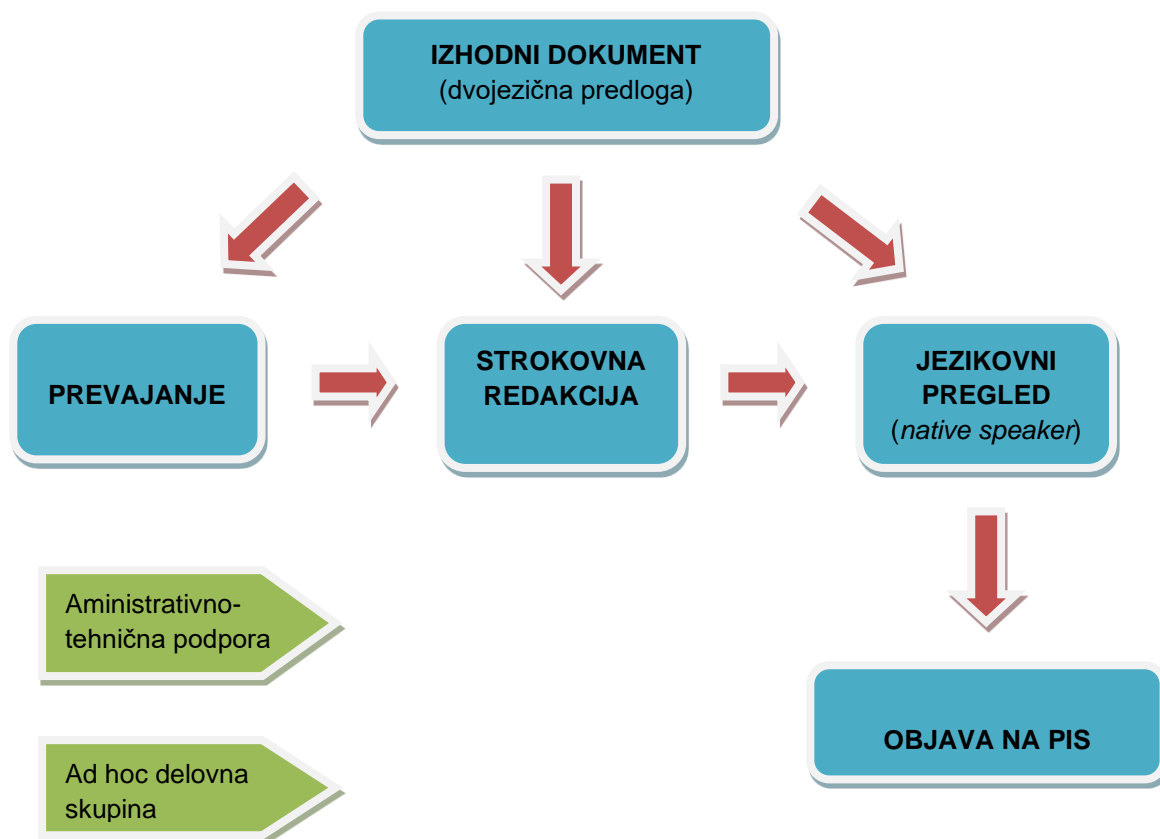 IZHODNI DOKUMENT
(dvojezična predloga)
PREVAJANJE
STROKOVNA
REDAKCIJA
JEZIKOVNI
PREGLED
(native speaker)
Aministrativno-
tehnična podpora
OBJAVA NA PIS
Ad hoc delovna
skupina